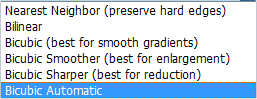 Nearest Neighbor (preserve hard edges)
Bilinear
Bicubic (best for smooth gradients)
Bicubic Smoother (best for enlargement)
Bicubic Sharper (best for reduction)
Bicubic Automatic